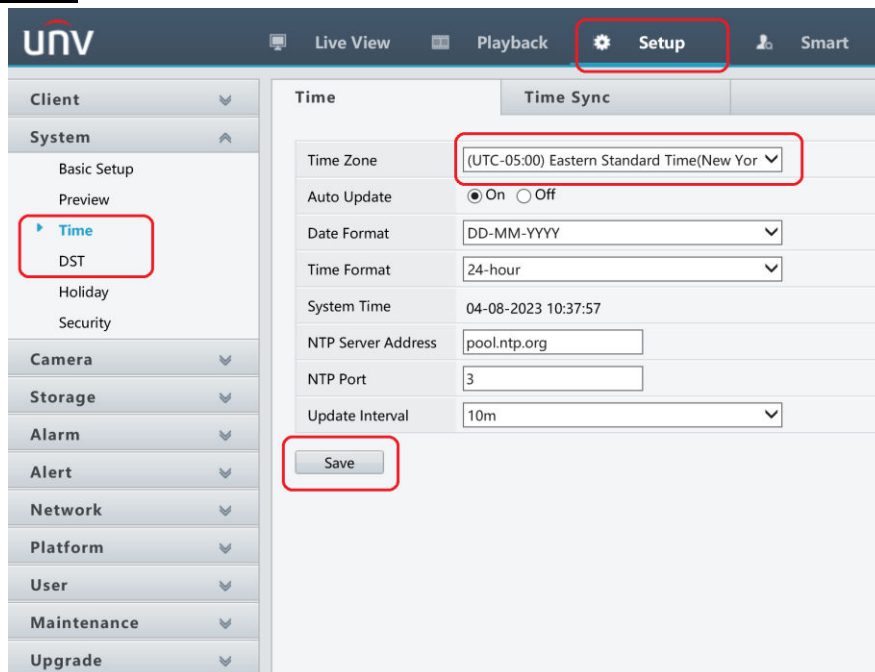 unv
Live View Playback Setup Smart
Client
System
Basic Setup
Preview
Time
DST
Holiday
Security
Camera
Storage
Alarm
Alert
Network
Platform
User
Maintenance
Upgrade
Time Time Sync
Time Zone (UTC-05:00) Eastern Standard Time(New Yor
Auto Update On Off
Date Format DD-MM-YYYY
Time Format 24-hour
System Time 04-08-2023 10:37:57
NTP Server Address pool.ntp.org
NTP Port 3
Update Interval 10m
Save